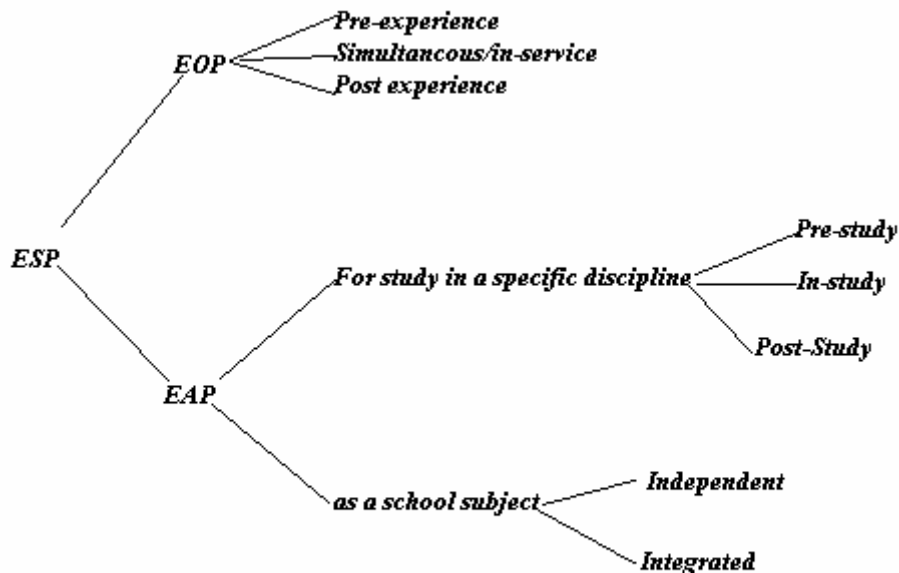 Pre-experience
Simultancous/in-service
EOP
Post experience
Pre-study
ESP
For study in a specific discipline
In-study
Post-Study
EAP
Independent
as a school subject
Integrated